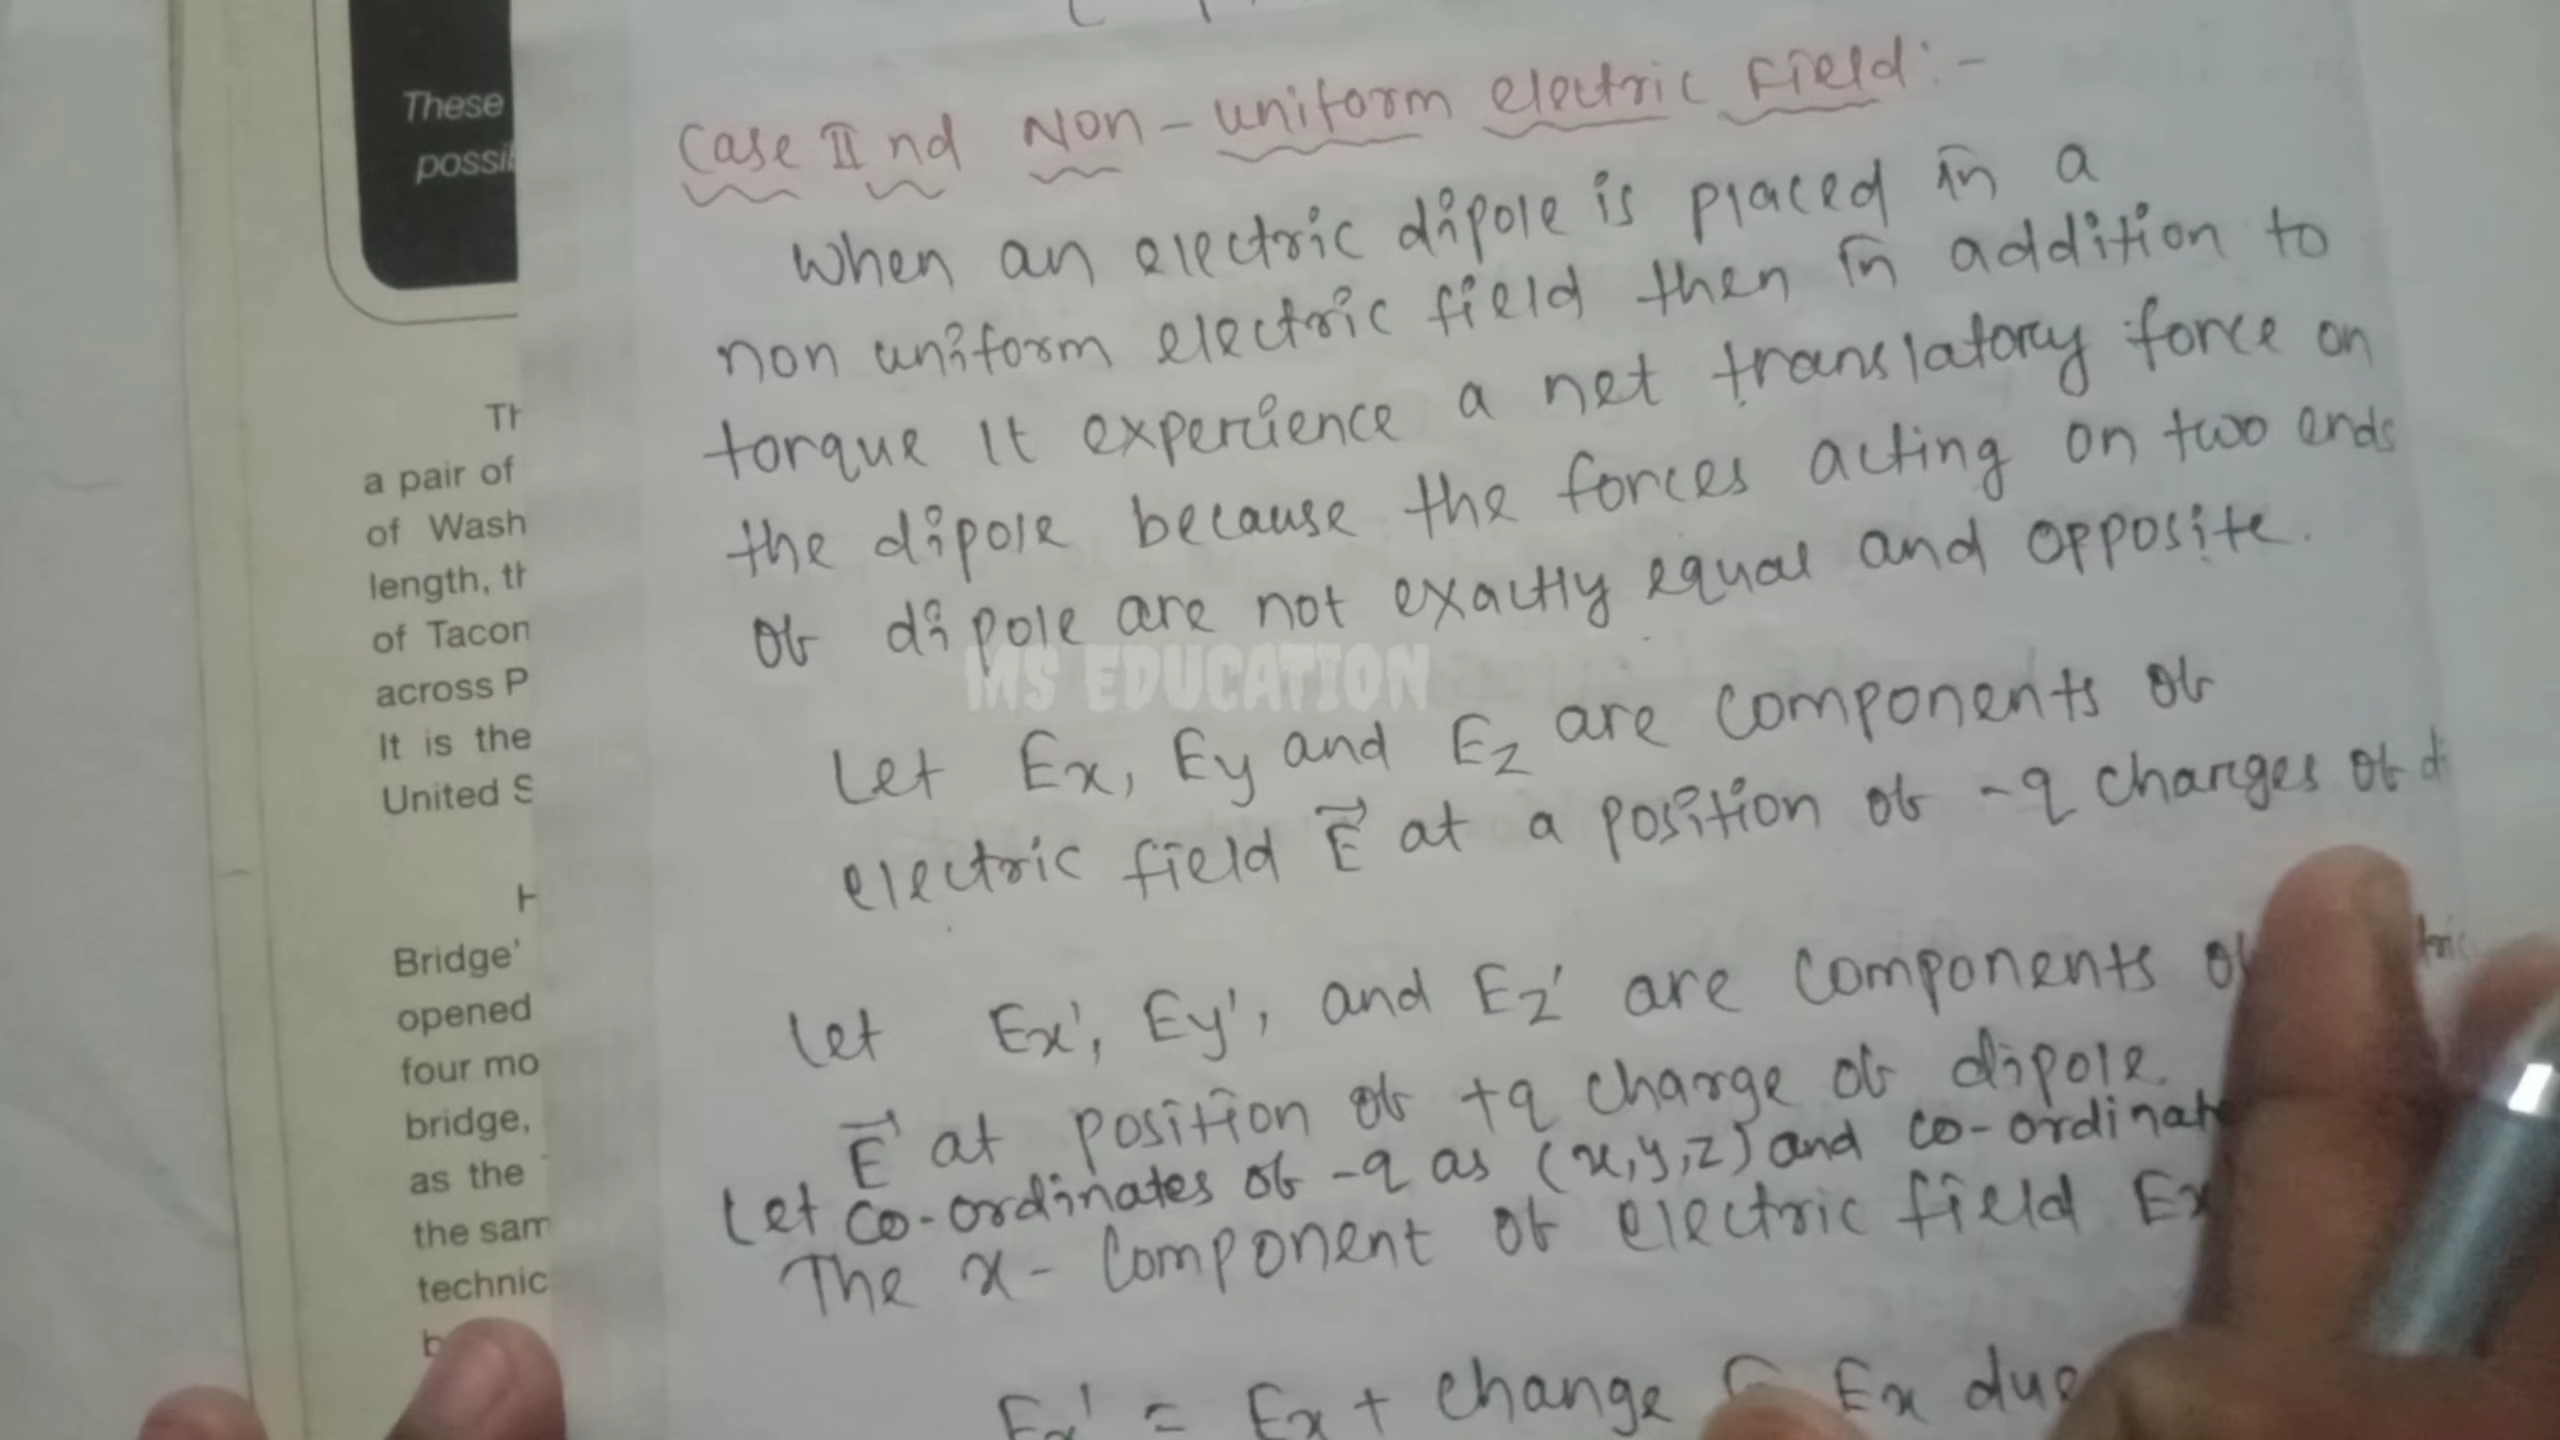 These
possi
Th
a pair of
of Wash
length, th
of Tacon
across P
It is the
United S
Bridge'
opened
four mo
bridge,
as the
the sam
technic
b
Case II nd Non-uniform electric Field:-
When an electric dipole is placed in a
non uniform electric field then in addition to
torque It experience a net translatory force on
the dipole because the forces acting on two ends
of dipole are not exactly equal and opposite.
MS EDUCATION
Let Ex, Ey and Ez are components of
electric field E⃗ at a position of -q charges of di
Let Ex', Ey', and Ez' are components of tric
E⃗' at position of +q charge of dipole.
Let co-ordinates of -q as (x,y,z) and co-ordinate
The x-component of electric field Ex
Ex' = Ex + change Ex due